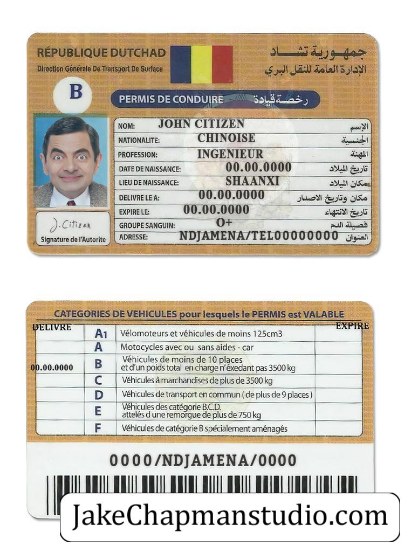 RÉPUBLIQUE DUTCHAD
جمهورية تشاد
Direction Génerale De Transport De Surface
الإدارة العامة للنقل البري
B
PERMIS DE CONDUIRE رخصة قيادة
NOM: JOHN CITIZEN الإسم
NATIONALITE: CHINOISE الجنسية
PROFESSION: INGENIEUR المهنة
DATE DE NAISSANCE: 00.00.0000 تاريخ الميلاد
LIEU DE NAISSANCE: SHAANXI مكان الميلاد
DELIVRE LE A: 00.00.0000 مكان وتاريخ الاصدار
EXPIRE LE: 00.00.0000 تاريخ الانتهاء
GROUPE SANGUIN: O+ فصيلة الدم
ADRESSE: NDJAMENA/TEL00000000 العنوان
J.Citizen
Signature de l'Autorite
CATEGORIES DE VEHICULES pour lesquels le PERMIS est VALABLE
DELIVRE
EXPIRE
A1 Vélomoteurs et véhicules de moins 125cm3
A Motocycles avec ou sans aides - car
00.00.0000 B Véhicules de moins de 10 places
et d'un poids total en charge n'éxedant pas 3500 kg
C Véhicules à marchandises de plus de 3500 kg
D Véhicules de transport en commun ( de plus de 9 places )
E Véhicules des catégorie B.C.D.
attelés d'une remorgue de plus de 750 kg
F Véhicules de catégorie B spécialement aménagés
0000/NDJAMENA/0000
JakeChapmanstudio.com